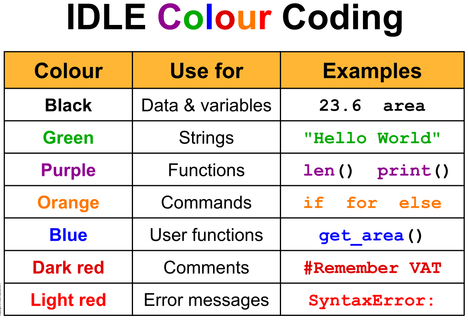 IDLE Colour Coding
Colour Use for Examples
Black Data & variables 23.6 area
Green Strings "Hello World"
Purple Functions len() print()
Orange Commands if for else
Blue User functions get_area()
Dark red Comments #Remember VAT
Light red Error messages SyntaxError: